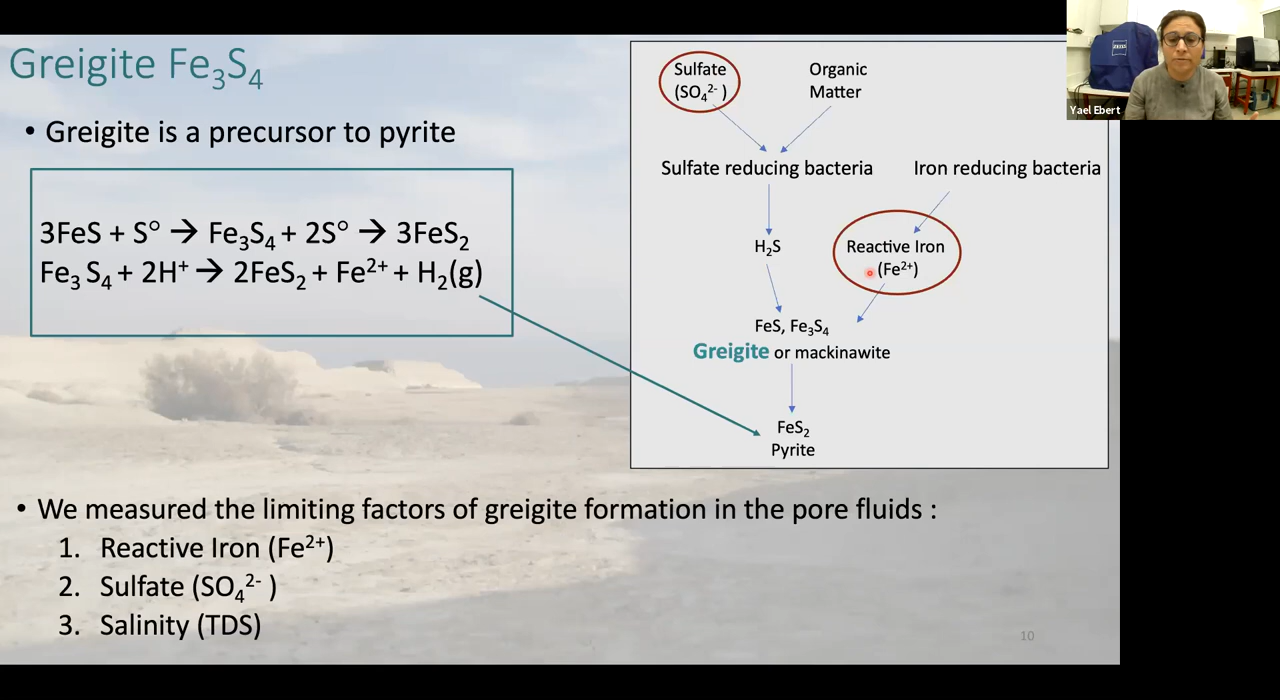 Greigite Fe₃S₄
• Greigite is a precursor to pyrite
3FeS + S° → Fe₃S₄ + 2S° → 3FeS₂
Fe₃ S₄ + 2H⁺ → 2FeS₂ + Fe²⁺ + H₂(g)
Sulfate
(SO₄²⁻ )
Organic
Matter
Sulfate reducing bacteria
Iron reducing bacteria
H₂S
Reactive Iron
(Fe²⁺)
FeS, Fe₃S₄
Greigite or mackinawite
FeS₂
Pyrite
• We measured the limiting factors of greigite formation in the pore fluids :
1. Reactive Iron (Fe²⁺)
2. Sulfate (SO₄²⁻ )
3. Salinity (TDS)
10
ZEISS
Yael Ebert